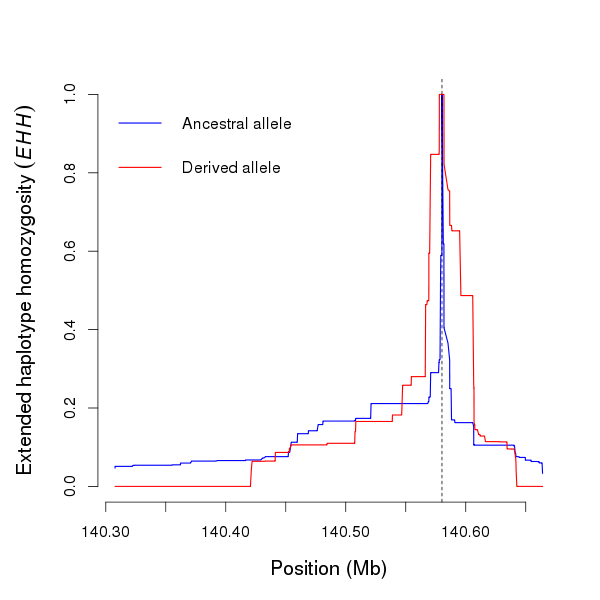 Extended haplotype homozygosity (EHH)
1.0
0.8
0.6
0.4
0.2
0.0
Ancestral allele
Derived allele
140.30 140.40 140.50 140.60
Position (Mb)